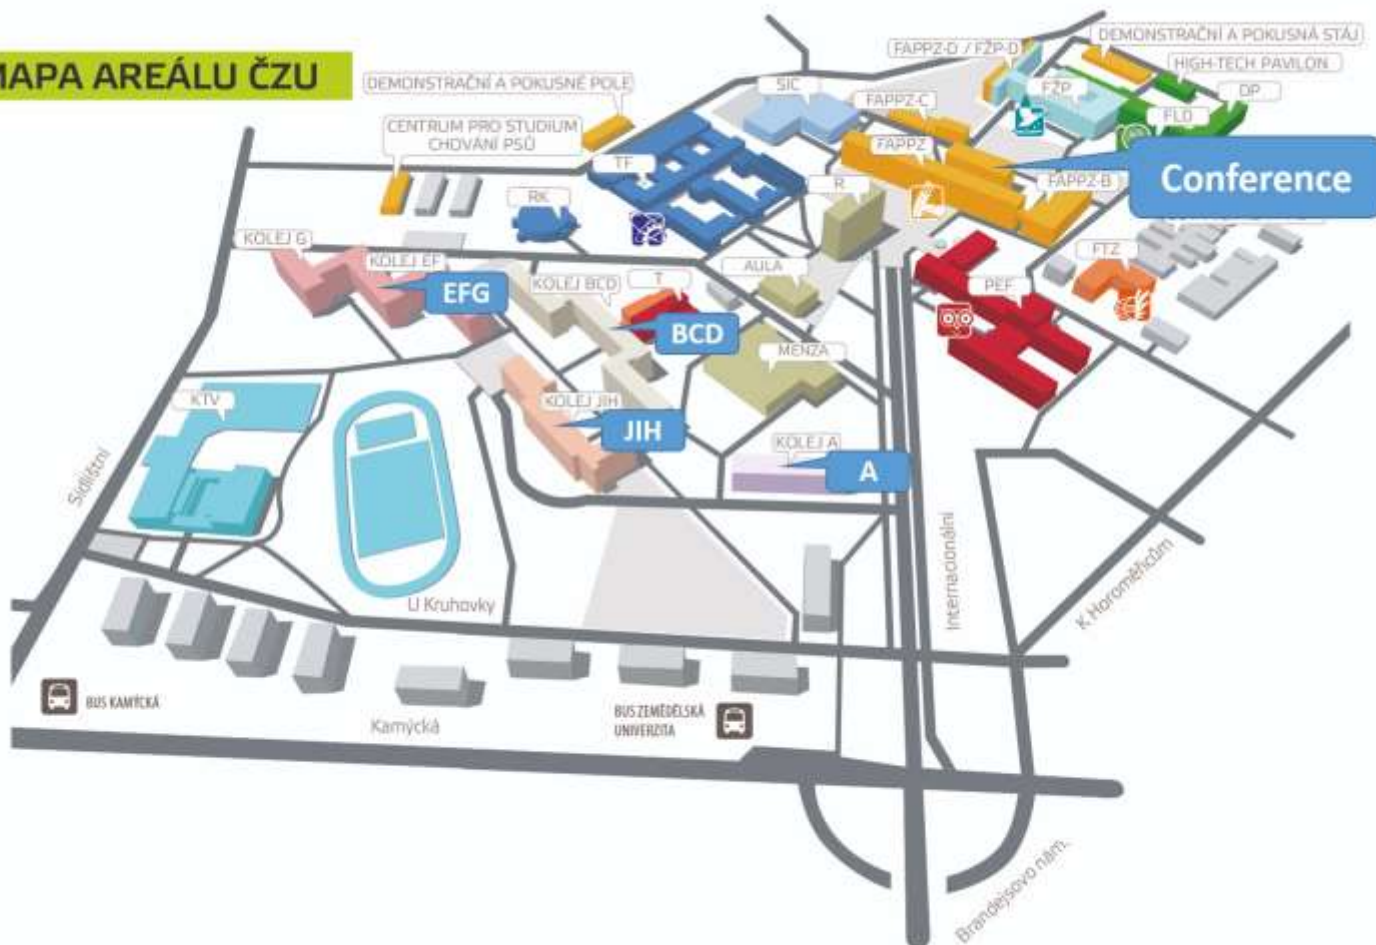 MAPA AREÁLU ČZU
DEMONSTRAČNÍ A POKUSNÉ POLE
CENTRUM PRO STUDIUM
CHOVÁNÍ PSŮ
SIC
FAPPZ-D / FŽP-D
DEMONSTRAČNÍ A POKUSNÁ STÁJ
HIGH-TECH PAVILON
FŽP
DP
FLD
FAPPZ-C
FAPPZ
FAPPZ-B
Conference
TF
RK
R
KOLEJ G
KOLEJ EF
EFG
KOLEJ BCD
BCD
T
AULA
PEF
FTZ
MENZA
KTV
KOLEJ JIH
JIH
KOLEJ A
A
Sídlištní
U Kruhovky
Internacionální
K Horoměřicům
BUS KAMÝCKÁ
Kamýcká
BUS ZEMĚDĚLSKÁ
UNIVERZITA
Brandejsovo nám.